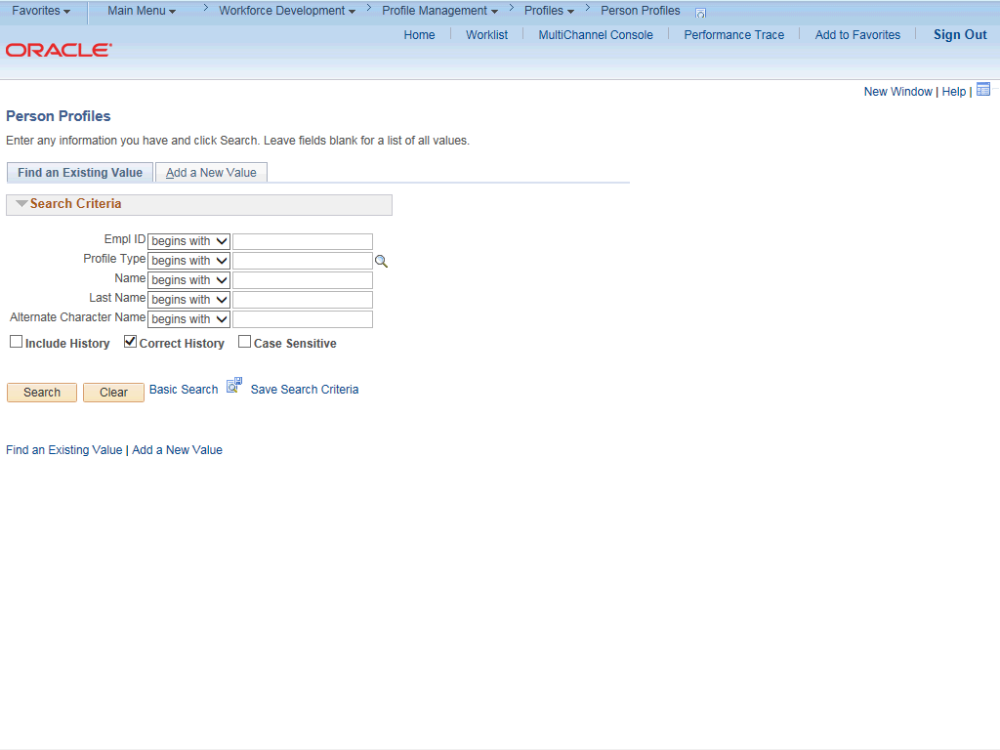 Favorites Main Menu > Workforce Development > Profile Management > Profiles > Person Profiles
Home Worklist MultiChannel Console Performance Trace Add to Favorites Sign Out
ORACLE
New Window | Help |
Person Profiles
Enter any information you have and click Search. Leave fields blank for a list of all values.
Find an Existing Value Add a New Value
Search Criteria
Empl ID begins with
Profile Type begins with
Name begins with
Last Name begins with
Alternate Character Name begins with
Include History Correct History Case Sensitive
Search Clear Basic Search Save Search Criteria
Find an Existing Value | Add a New Value